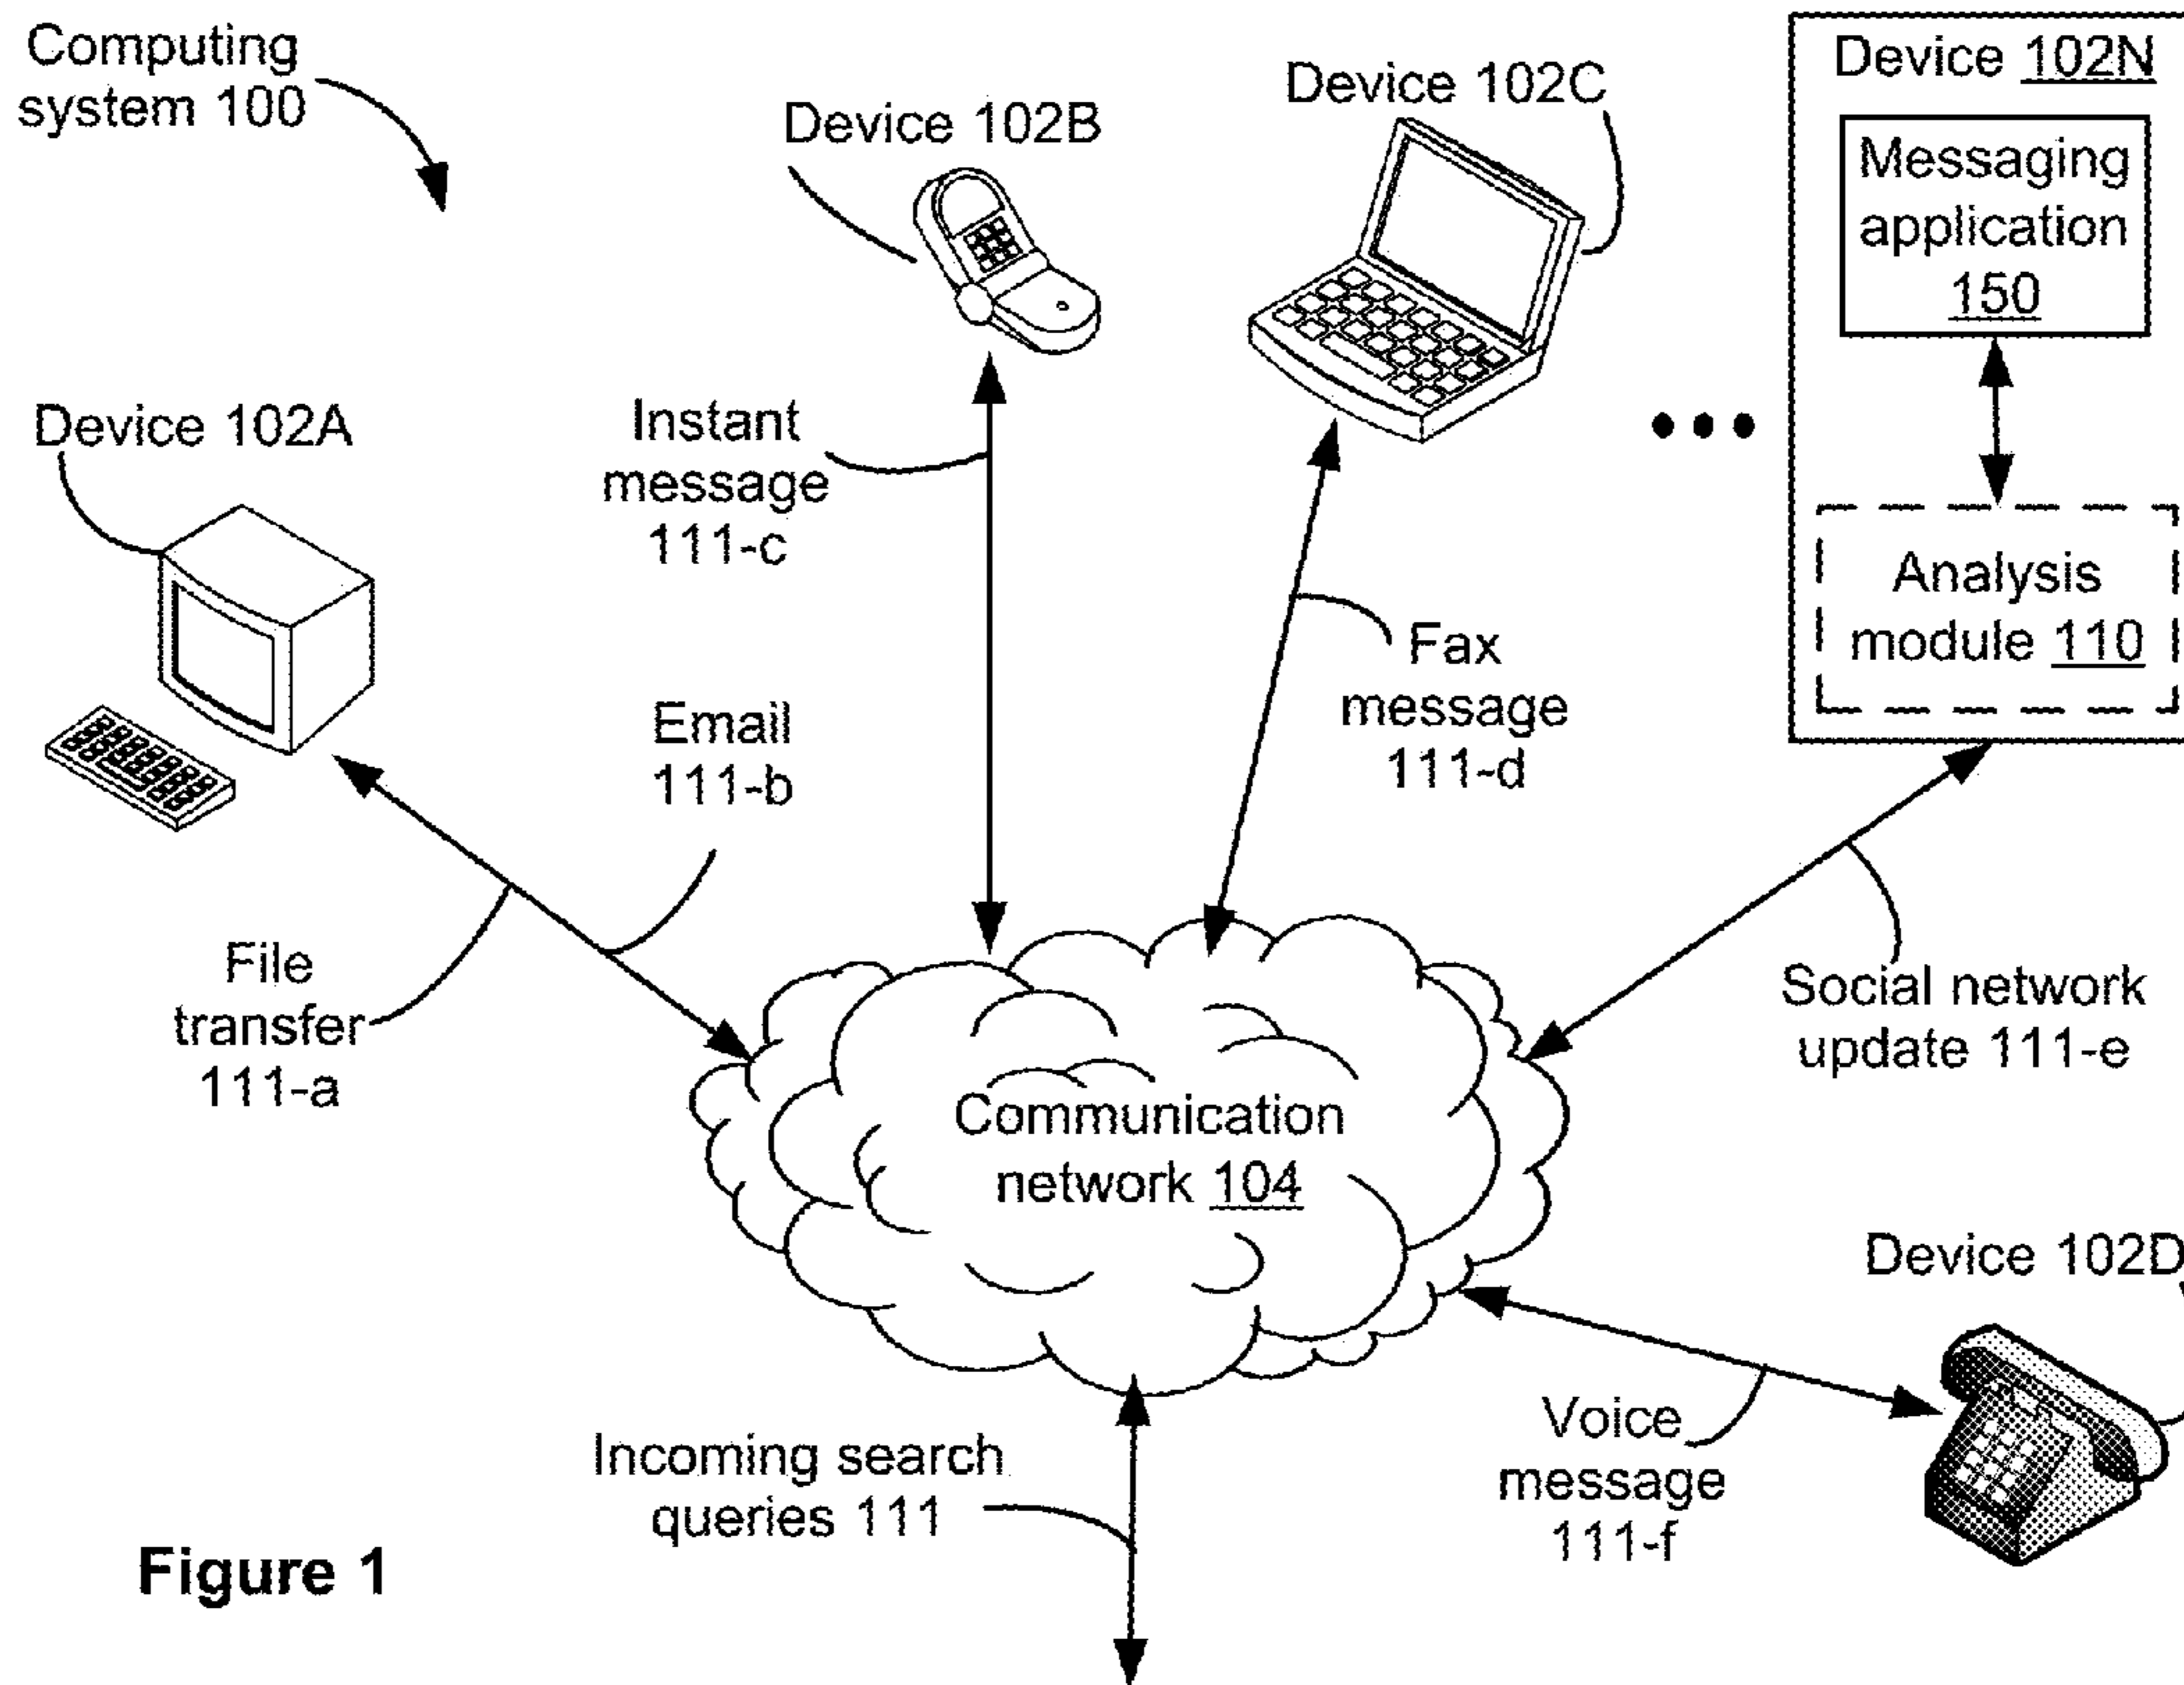 Computing
system 100
Device 102B
Device 102C
Device 102N
Messaging
application
150
Analysis
module 110
Device 102A
Instant
message
111-c
Fax
message
111-d
Email
111-b
File
transfer
111-a
Social network
update 111-e
Communication
network 104
Device 102D
Voice
message
111-f
Incoming search
queries 111
Figure 1